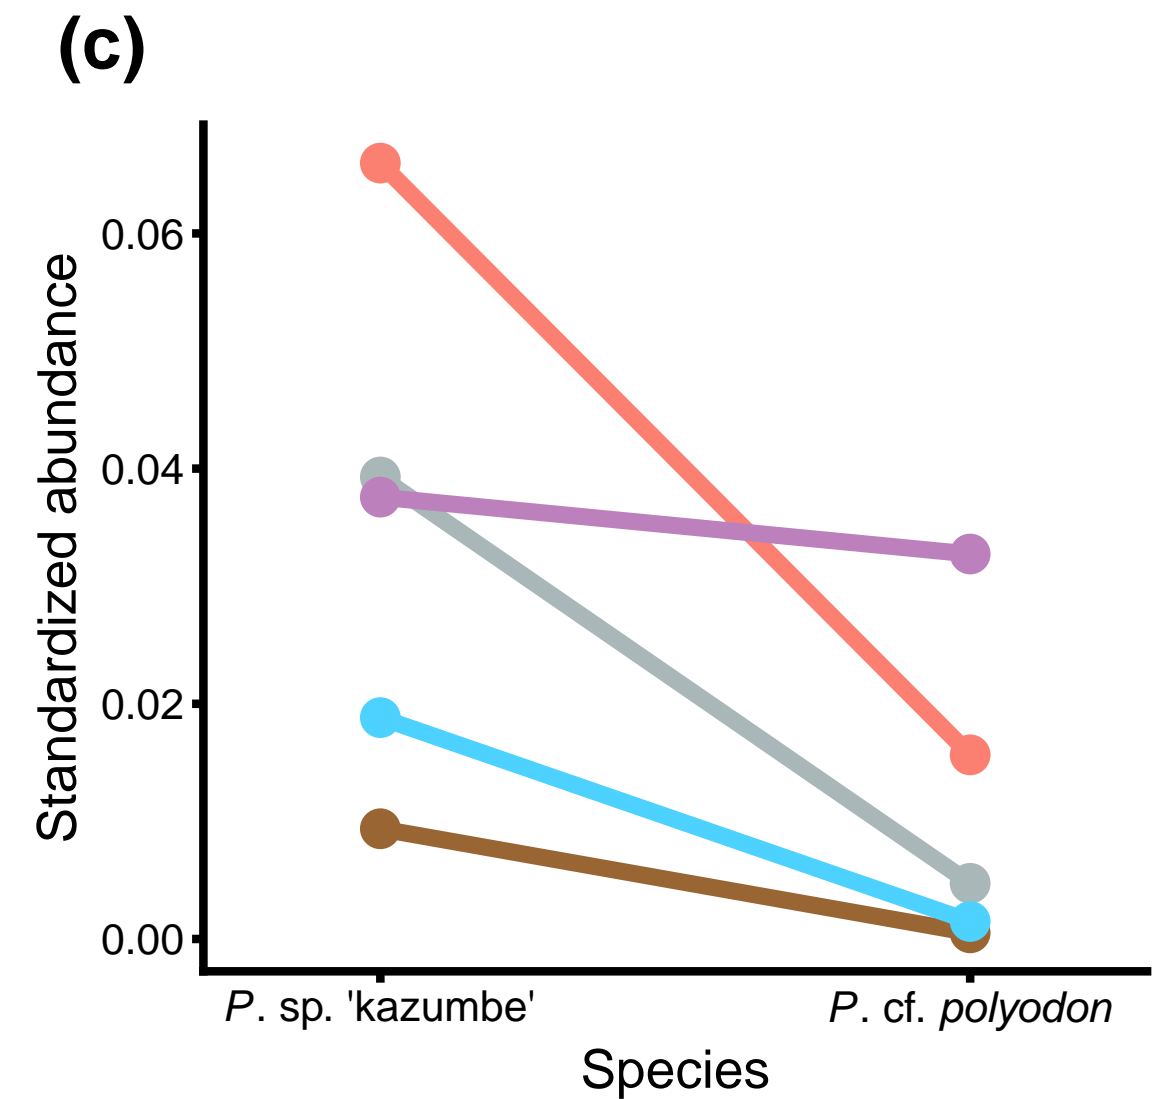 (c)
Standardized abundance
0.06
0.04
0.02
0.00
P. sp. 'kazumbe'
P. cf. polyodon
Species